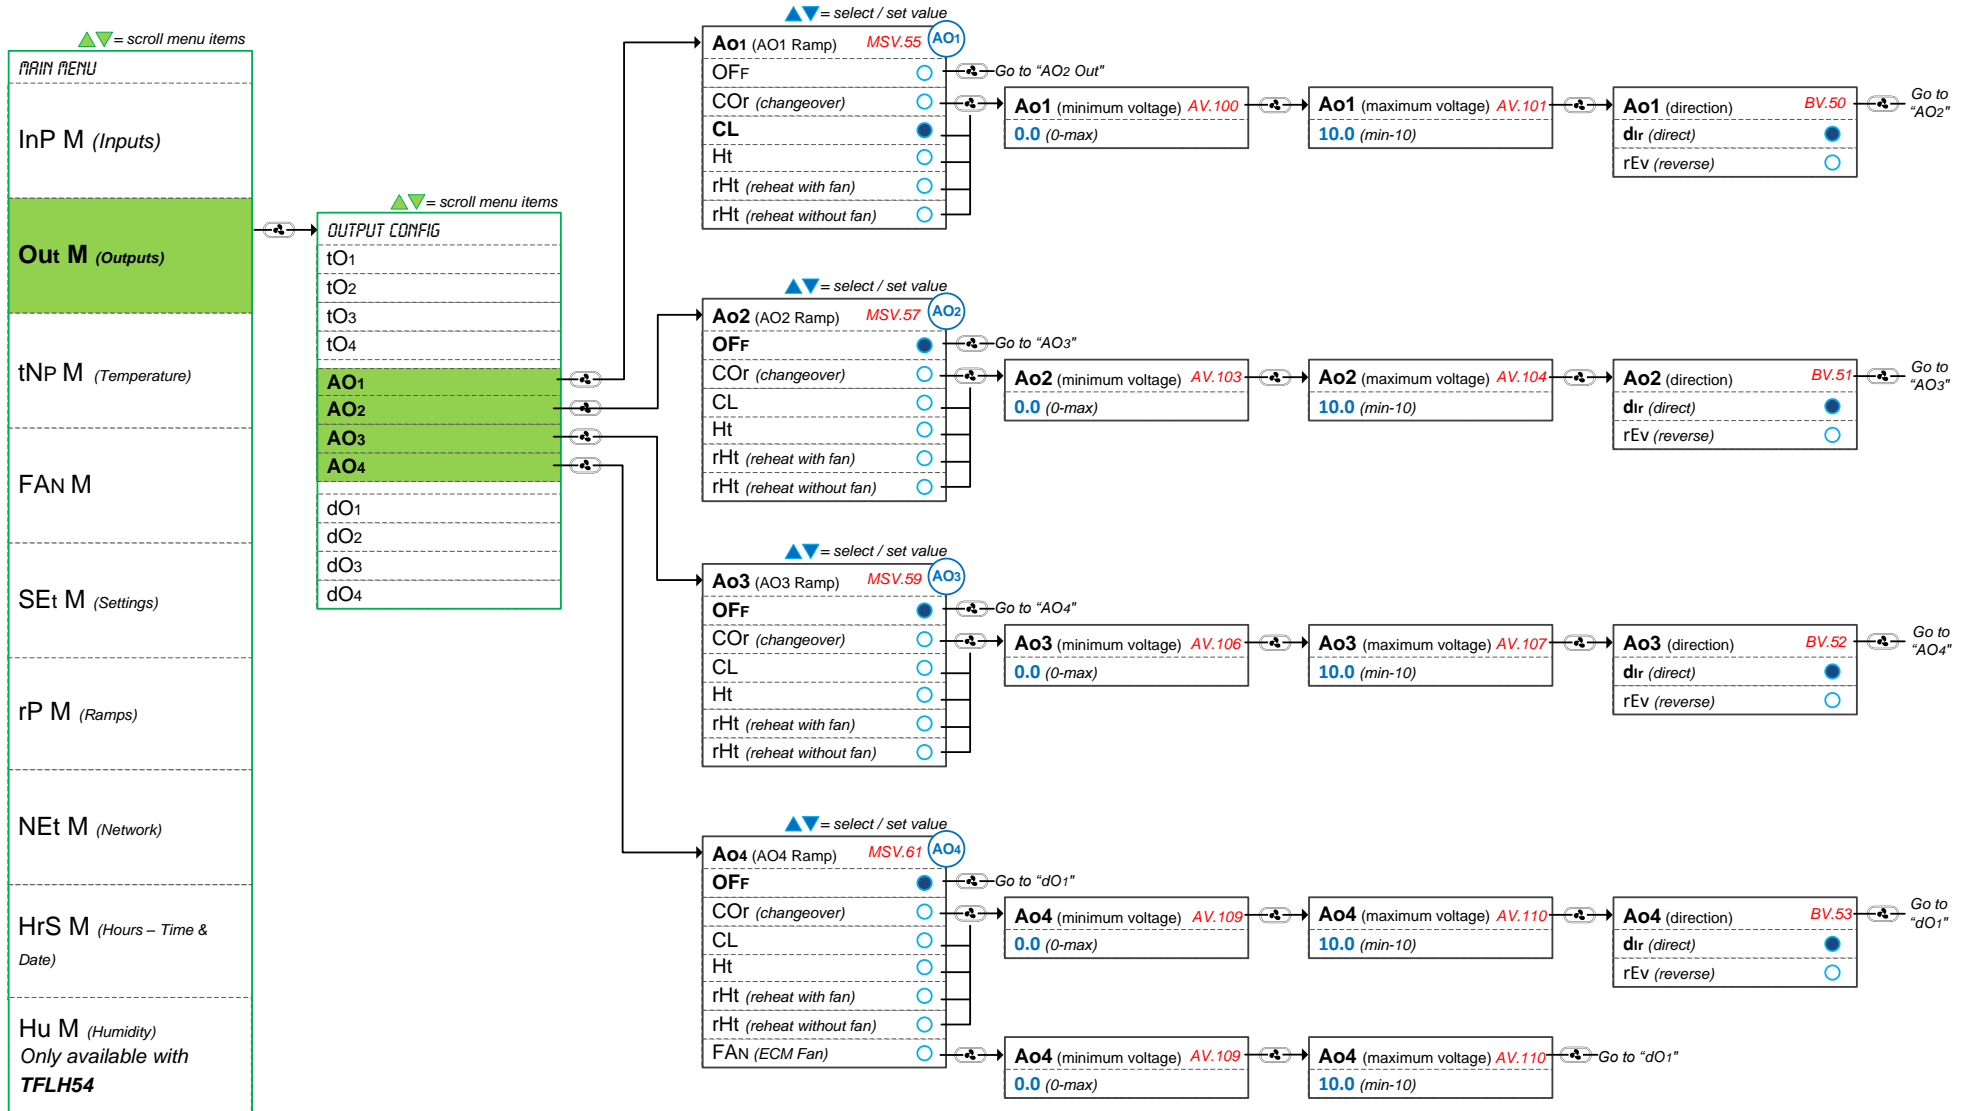 = scroll menu items
MAIN MENU
InP M (Inputs)
Out M (Outputs)
tNP M (Temperature)
FAN M
SEt M (Settings)
rP M (Ramps)
NEt M (Network)
HrS M (Hours – Time &
Date)
Hu M (Humidity)
Only available with
TFLH54
= scroll menu items
OUTPUT CONFIG
tO1
tO2
tO3
tO4
AO1
AO2
AO3
AO4
dO1
dO2
dO3
dO4
= select / set value
Ao1 (AO1 Ramp) MSV.55 AO1
OFF Go to “AO2 Out”
COr (changeover)
CL
Ht
rHt (reheat with fan)
rHt (reheat without fan)
Ao1 (minimum voltage) AV.100
0.0 (0-max)
Ao1 (maximum voltage) AV.101
10.0 (min-10)
Ao1 (direction) BV.50
dIr (direct)
rEv (reverse)
Go to
“AO2”
= select / set value
Ao2 (AO2 Ramp) MSV.57 AO2
OFF Go to “AO3”
COr (changeover)
CL
Ht
rHt (reheat with fan)
rHt (reheat without fan)
Ao2 (minimum voltage) AV.103
0.0 (0-max)
Ao2 (maximum voltage) AV.104
10.0 (min-10)
Ao2 (direction) BV.51
dIr (direct)
rEv (reverse)
Go to
“AO3”
= select / set value
Ao3 (AO3 Ramp) MSV.59 AO3
OFF Go to “AO4”
COr (changeover)
CL
Ht
rHt (reheat with fan)
rHt (reheat without fan)
Ao3 (minimum voltage) AV.106
0.0 (0-max)
Ao3 (maximum voltage) AV.107
10.0 (min-10)
Ao3 (direction) BV.52
dIr (direct)
rEv (reverse)
Go to
“AO4”
= select / set value
Ao4 (AO4 Ramp) MSV.61 AO4
OFF Go to “dO1”
COr (changeover)
CL
Ht
rHt (reheat with fan)
rHt (reheat without fan)
FAN (ECM Fan)
Ao4 (minimum voltage) AV.109
0.0 (0-max)
Ao4 (maximum voltage) AV.110
10.0 (min-10)
Ao4 (direction) BV.53
dIr (direct)
rEv (reverse)
Go to
“dO1”
Ao4 (minimum voltage) AV.109
0.0 (0-max)
Ao4 (maximum voltage) AV.110
10.0 (min-10)
Go to “dO1”